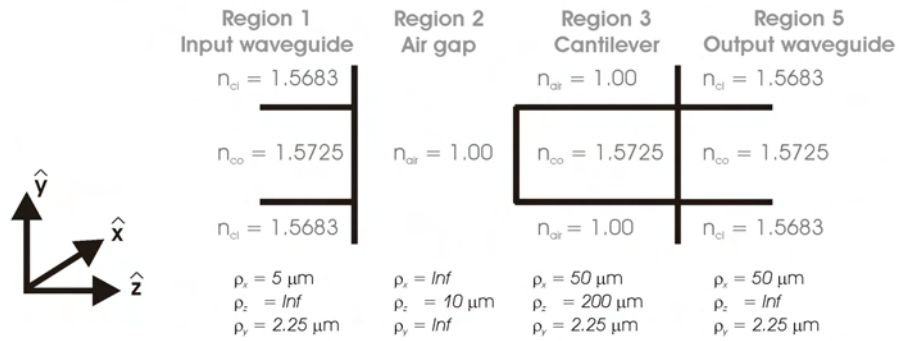 Region 1 Region 2 Region 3 Region 5
Input waveguide Air gap Cantilever Output waveguide
n_cl = 1.5683 n_air = 1.00 n_cl = 1.5683
n_co = 1.5725 n_air = 1.00 n_co = 1.5725 n_co = 1.5725
n_cl = 1.5683 n_air = 1.00 n_cl = 1.5683
ŷ
x̂
ẑ
ρ_x = 5 μm ρ_x = Inf ρ_x = 50 μm ρ_x = 50 μm
ρ_z = Inf ρ_z = 10 μm ρ_z = 200 μm ρ_z = Inf
ρ_y = 2.25 μm ρ_y = Inf ρ_y = 2.25 μm ρ_y = 2.25 μm